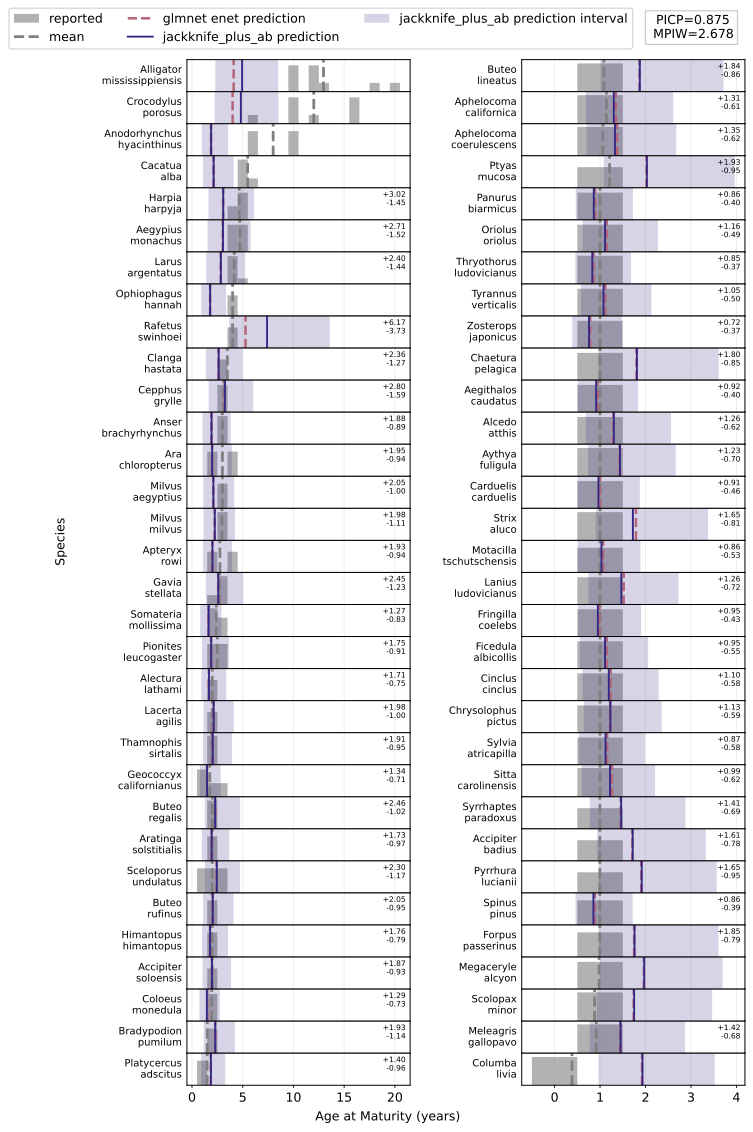 reported
mean
glmnet enet prediction
jackknife_plus_ab prediction
jackknife_plus_ab prediction interval
PICP=0.875
MPIW=2.678
Species
Alligator
mississippiensis
Crocodylus
porosus
Anodorhynchus
hyacinthinus
Cacatua
alba
Harpia
harpyja
+3.02
-1.45
Aegypius
monachus
+2.71
-1.52
Larus
argentatus
+2.40
-1.44
Ophiophagus
hannah
Rafetus
swinhoei
+6.17
-3.73
Clanga
hastata
+2.36
-1.27
Cepphus
grylle
+2.80
-1.59
Anser
brachyrhynchus
+1.88
-0.89
Ara
chloropterus
+1.95
-0.94
Milvus
aegyptius
+2.05
-1.00
Milvus
milvus
+1.98
-1.11
Apteryx
rowi
+1.93
-0.94
Gavia
stellata
+2.45
-1.23
Somateria
mollissima
+1.27
-0.83
Pionites
leucogaster
+1.75
-0.91
Alectura
lathami
+1.71
-0.75
Lacerta
agilis
+1.98
-1.00
Thamnophis
sirtalis
+1.91
-0.95
Geococcyx
californianus
+1.34
-0.71
Buteo
regalis
+2.46
-1.02
Aratinga
solstitialis
+1.73
-0.97
Sceloporus
undulatus
+2.30
-1.17
Buteo
rufinus
+2.05
-0.95
Himantopus
himantopus
+1.76
-0.79
Accipiter
soloensis
+1.87
-0.93
Coloeus
monedula
+1.29
-0.73
Bradypodion
pumilum
+1.93
-1.14
Platycercus
adscitus
+1.40
-0.96
0 5 10 15 20
Buteo
lineatus
+1.84
-0.86
Aphelocoma
californica
+1.31
-0.61
Aphelocoma
coerulescens
+1.35
-0.62
Ptyas
mucosa
+1.93
-0.95
Panurus
biarmicus
+0.86
-0.40
Oriolus
oriolus
+1.16
-0.49
Thryothorus
ludovicianus
+0.85
-0.37
Tyrannus
verticalis
+1.05
-0.50
Zosterops
japonicus
+0.72
-0.37
Chaetura
pelagica
+1.80
-0.85
Aegithalos
caudatus
+0.92
-0.40
Alcedo
atthis
+1.26
-0.62
Aythya
fuligula
+1.23
-0.70
Carduelis
carduelis
+0.91
-0.46
Strix
aluco
+1.65
-0.81
Motacilla
tschutschensis
+0.86
-0.53
Lanius
ludovicianus
+1.26
-0.72
Fringilla
coelebs
+0.95
-0.43
Ficedula
albicollis
+0.95
-0.55
Cinclus
cinclus
+1.10
-0.58
Chrysolophus
pictus
+1.13
-0.59
Sylvia
atricapilla
+0.87
-0.58
Sitta
carolinensis
+0.99
-0.62
Syrrhaptes
paradoxus
+1.41
-0.69
Accipiter
badius
+1.61
-0.78
Pyrrhura
lucianii
+1.65
-0.95
Spinus
pinus
+0.86
-0.39
Forpus
passerinus
+1.85
-0.79
Megaceryle
alcyon
Scolopax
minor
Meleagris
gallopavo
+1.42
-0.68
Columba
livia
0 1 2 3 4
Age at Maturity (years)